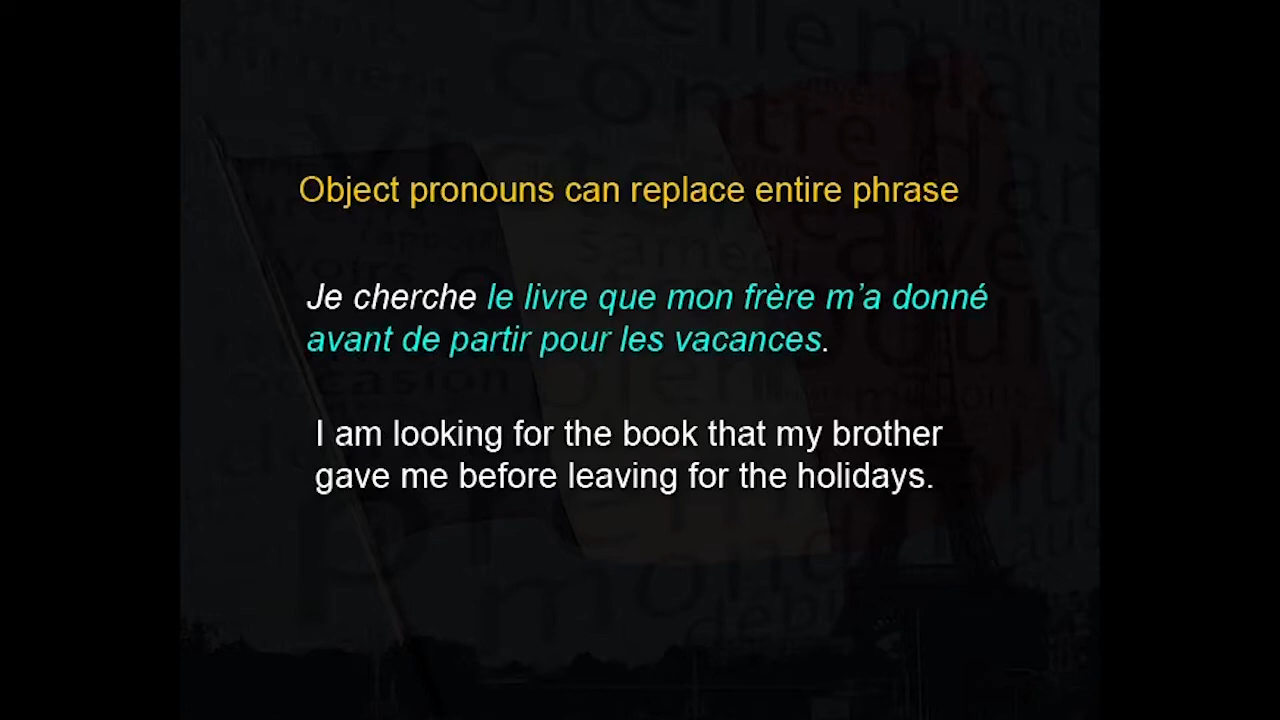 Object pronouns can replace entire phrase
Je cherche le livre que mon frère m’a donné
avant de partir pour les vacances.
I am looking for the book that my brother
gave me before leaving for the holidays.